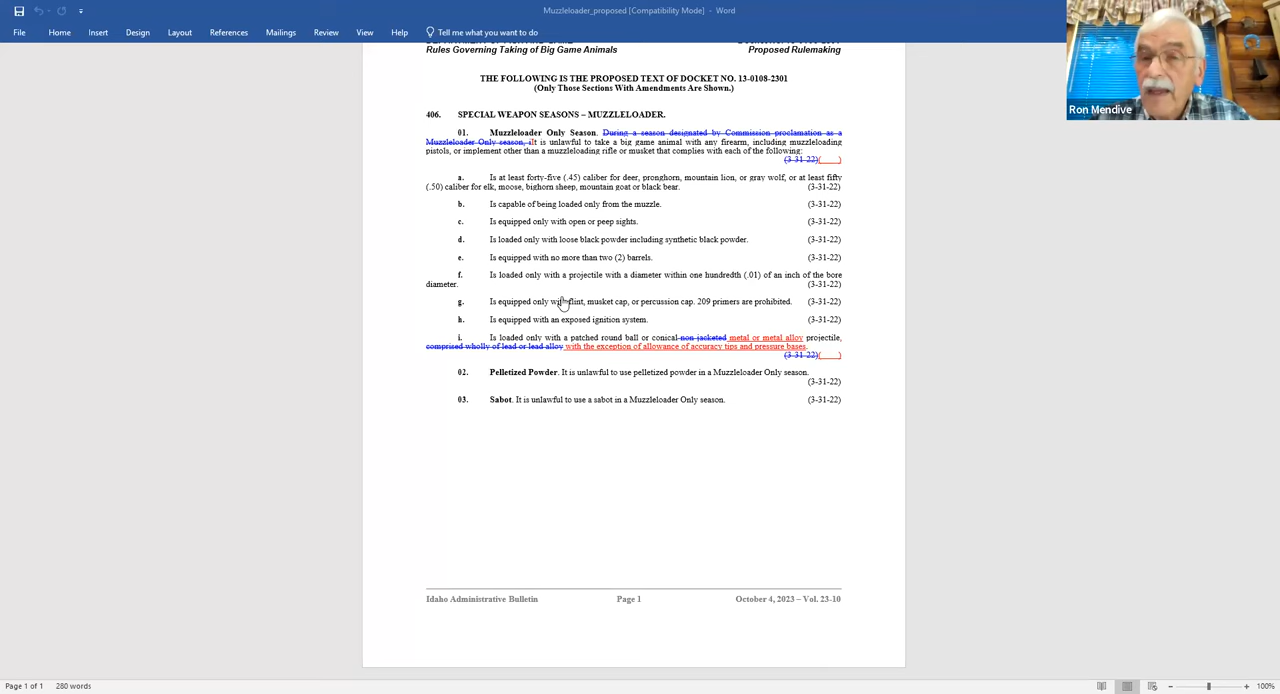 Muzzleloader_proposed [Compatibility Mode] - Word
File Home Insert Design Layout References Mailings Review View Help Tell me what you want to do
Ron Mendive
Rules Governing Taking of Big Game Animals Proposed Rulemaking
THE FOLLOWING IS THE PROPOSED TEXT OF DOCKET NO. 13-0108-2301
(Only Those Sections With Amendments Are Shown.)
406. SPECIAL WEAPON SEASONS – MUZZLELOADER.
01. Muzzleloader Only Season. During a season designated by Commission proclamation as a
Muzzleloader Only season, iIt is unlawful to take a big game animal with any firearm, including muzzleloading
pistols, or implement other than a muzzleloading rifle or musket that complies with each of the following:
(3-31-22)( )
a. Is at least forty-five (.45) caliber for deer, pronghorn, mountain lion, or gray wolf, or at least fifty
(.50) caliber for elk, moose, bighorn sheep, mountain goat or black bear. (3-31-22)
b. Is capable of being loaded only from the muzzle. (3-31-22)
c. Is equipped only with open or peep sights. (3-31-22)
d. Is loaded only with loose black powder including synthetic black powder. (3-31-22)
e. Is equipped with no more than two (2) barrels. (3-31-22)
f. Is loaded only with a projectile with a diameter within one hundredth (.01) of an inch of the bore
diameter. (3-31-22)
g. Is equipped only with flint, musket cap, or percussion cap. 209 primers are prohibited. (3-31-22)
h. Is equipped with an exposed ignition system. (3-31-22)
i. Is loaded only with a patched round ball or conical non-jacketed metal or metal alloy projectile,
comprised wholly of lead or lead alloy with the exception of allowance of accuracy tips and pressure bases.
(3-31-22)( )
02. Pelletized Powder. It is unlawful to use pelletized powder in a Muzzleloader Only season.
(3-31-22)
03. Sabot. It is unlawful to use a sabot in a Muzzleloader Only season. (3-31-22)
Idaho Administrative Bulletin Page 1 October 4, 2023 – Vol. 23-10
Page 1 of 1 280 words 100%